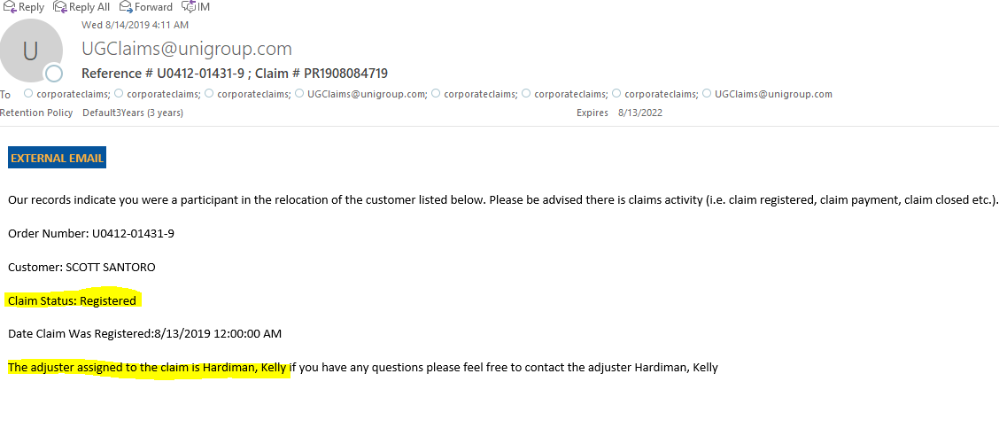 Reply Reply All Forward IM
Wed 8/14/2019 4:11 AM
U
UGClaims@unigroup.com
Reference # U0412-01431-9 ; Claim # PR1908084719
To corporateclaims; corporateclaims; corporateclaims; UGClaims@unigroup.com; corporateclaims; corporateclaims; corporateclaims; UGClaims@unigroup.com
Retention Policy Default3Years (3 years) Expires 8/13/2022
EXTERNAL EMAIL
Our records indicate you were a participant in the relocation of the customer listed below. Please be advised there is claims activity (i.e. claim registered, claim payment, claim closed etc.).
Order Number: U0412-01431-9
Customer: SCOTT SANTORO
Claim Status: Registered
Date Claim Was Registered:8/13/2019 12:00:00 AM
The adjuster assigned to the claim is Hardiman, Kelly if you have any questions please feel free to contact the adjuster Hardiman, Kelly